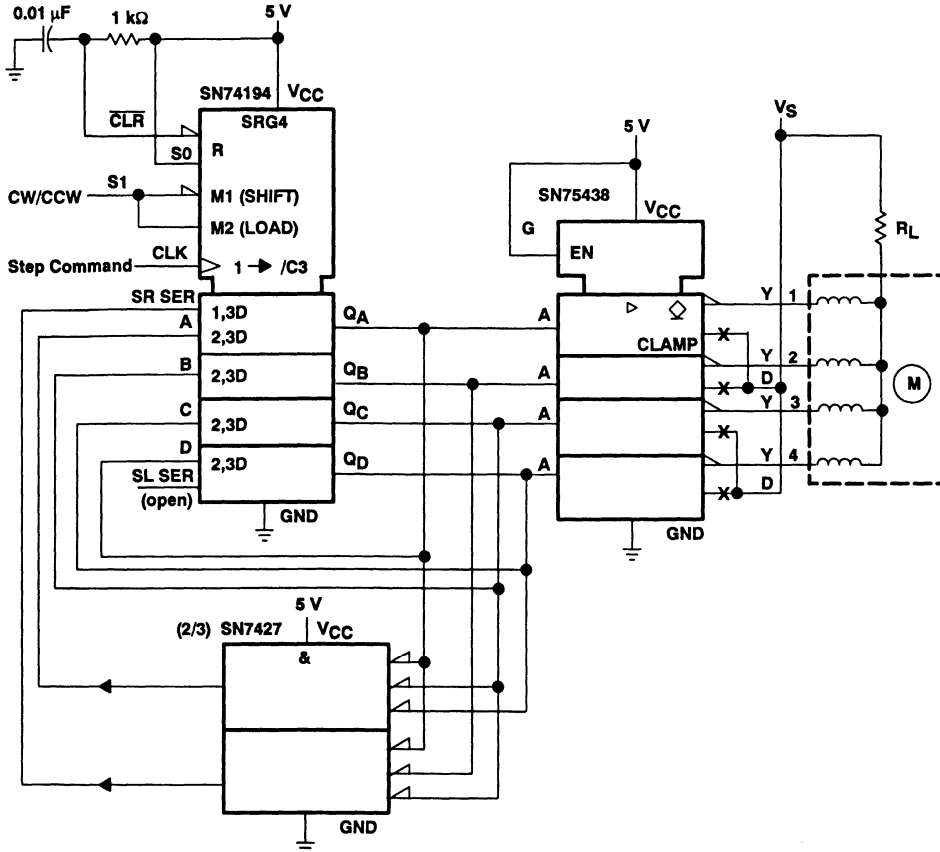 0.01 µF
1 kΩ
5 V
SN74194
VCC
SRG4
CLR
R
S0
CW/CCW
S1
M1 (SHIFT)
M2 (LOAD)
Step Command
CLK
1 → /C3
SR SER
1,3D
A
2,3D
QA
B
2,3D
QB
C
2,3D
QC
D
2,3D
QD
SL SER
(open)
GND
5 V
SN75438
VCC
G
EN
VS
RL
A
Y 1
CLAMP
A
Y 2
D
A
Y 3
A
Y 4
D
M
GND
5 V
(2/3) SN7427
VCC
&
GND